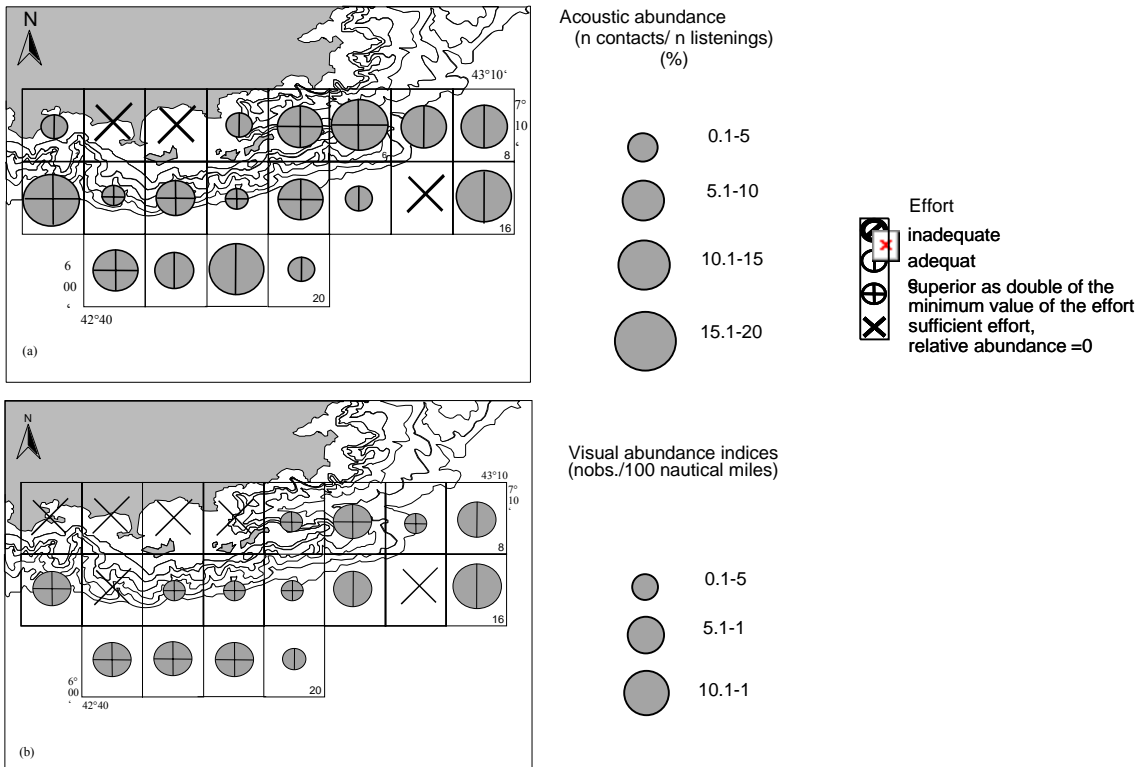 N
43°10‘
7°
10
‘
6
8
16
6
00
‘
20
42°40
(a)
Acoustic abundance
(n contacts/ n listenings)
(%)
0.1-5
5.1-10
10.1-15
15.1-20
Effort
inadequate
adequat
superior as double of the
minimum value of the effort
sufficient effort,
relative abundance =0
N
43°10
7°
10
‘
8
16
6°
00
‘
20
42°40
(b)
Visual abundance indices
(nobs./100 nautical miles)
0.1-5
5.1-1
10.1-1